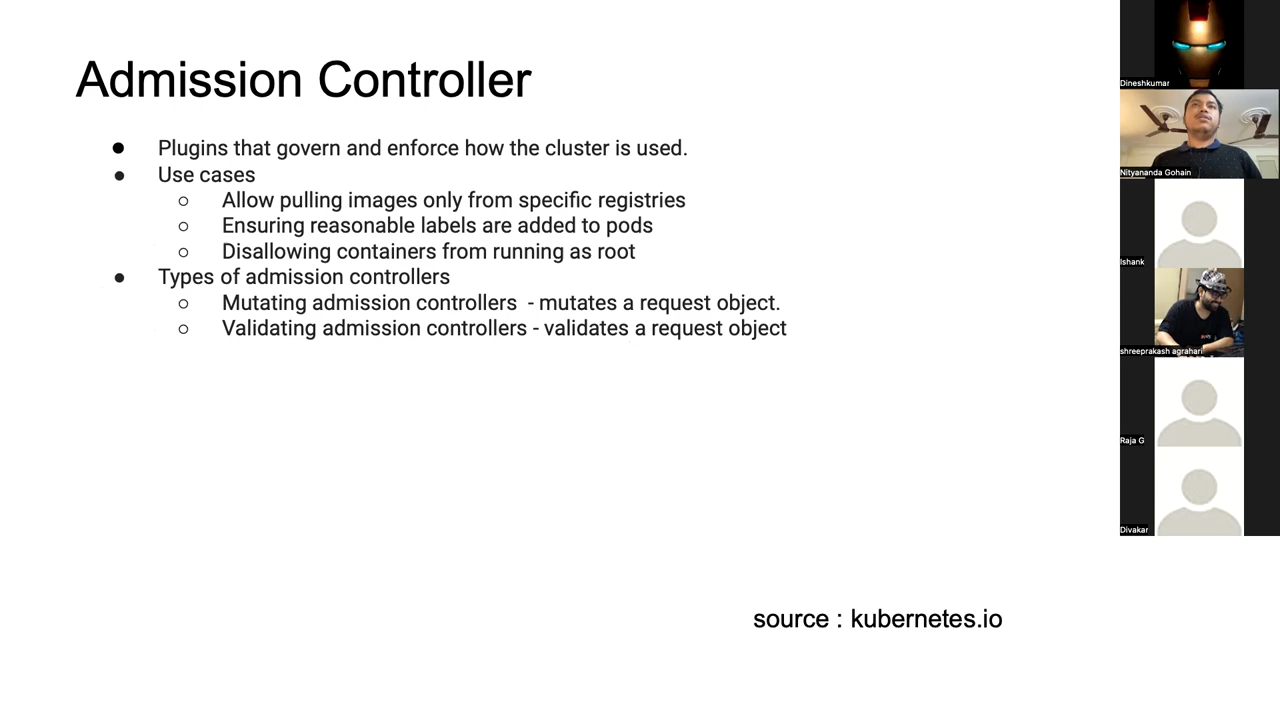 Admission Controller
● Plugins that govern and enforce how the cluster is used.
● Use cases
○ Allow pulling images only from specific registries
○ Ensuring reasonable labels are added to pods
○ Disallowing containers from running as root
● Types of admission controllers
○ Mutating admission controllers - mutates a request object.
○ Validating admission controllers - validates a request object
source : kubernetes.io
Dineshkumar
Nityananda Gohain
Ishank
shreeprakash agrahari
Raja G
Divakar